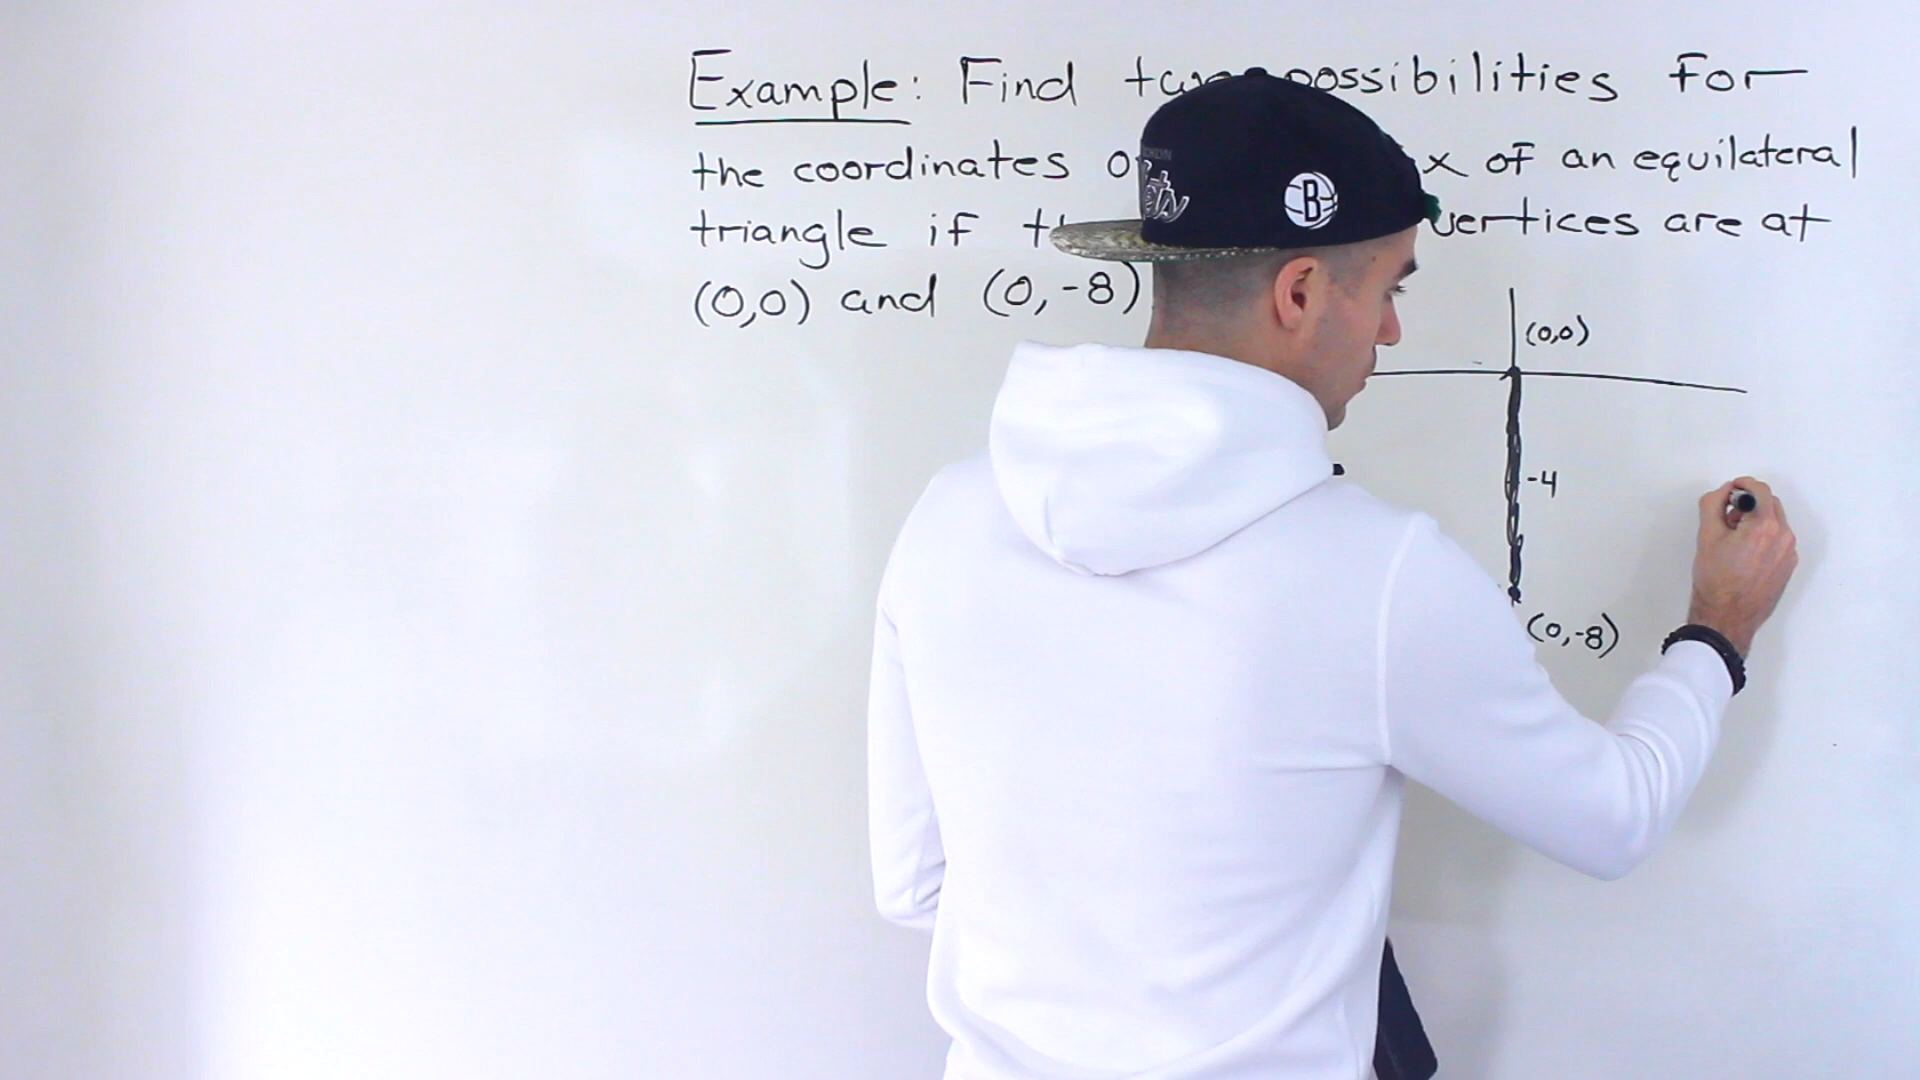 Example: Find two possibilities for
the coordinates of x of an equilateral
triangle if vertices are at
(0,0) and (0,-8)
(0,0)
-4
(0,-8)
B